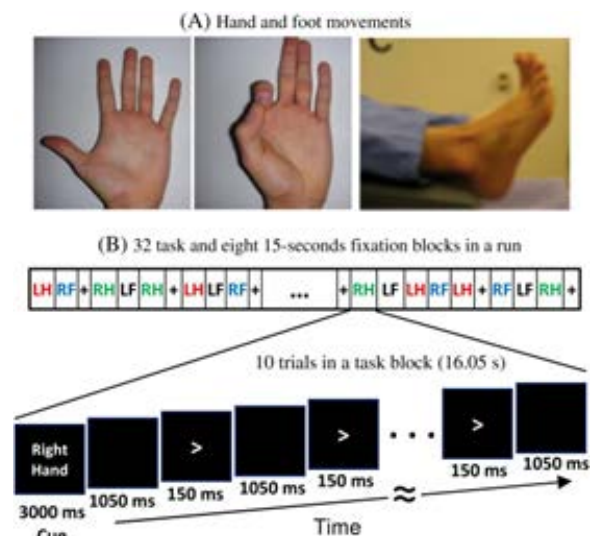 (A) Hand and foot movements
C
(B) 32 task and eight 15-seconds fixation blocks in a run
LH RF + RH LF RH + LH LF RF + ... + RH LF LH RF LH + RF LF RH +
10 trials in a task block (16.05 s)
Right
Hand
> > >
3000 ms 1050 ms 150 ms 1050 ms 150 ms • • • 150 ms 1050 ms
≈
Cue
Time